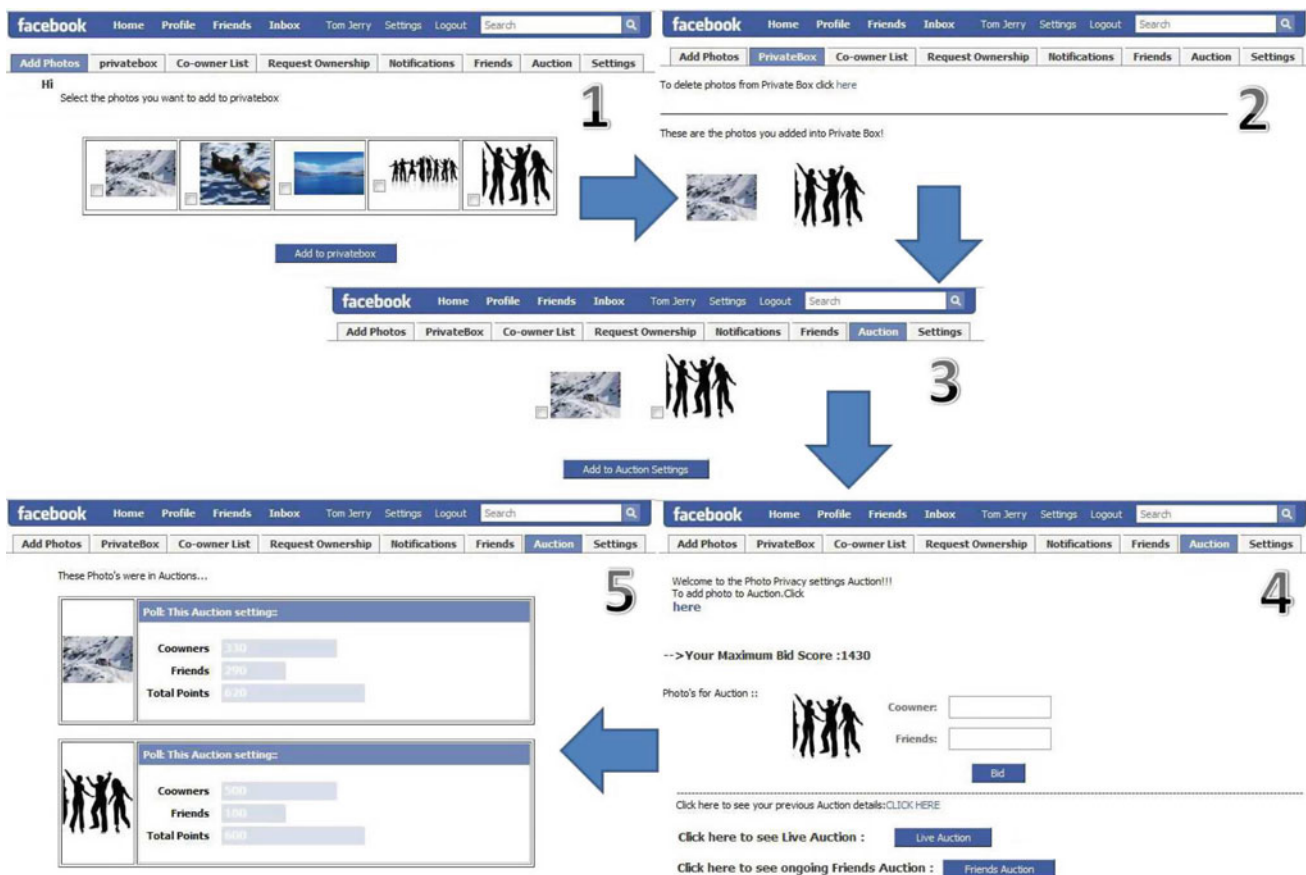 facebook Home Profile Friends Inbox Tom Jerry Settings Logout Search
Add Photos privatebox Co-owner List Request Ownership Notifications Friends Auction Settings
Hi
Select the photos you want to add to privatebox
1
Add to privatebox
facebook Home Profile Friends Inbox Tom Jerry Settings Logout Search
Add Photos PrivateBox Co-owner List Request Ownership Notifications Friends Auction Settings
To delete photos from Private Box click here
2
These are the photos you added into Private Box!
facebook Home Profile Friends Inbox Tom Jerry Settings Logout Search
Add Photos PrivateBox Co-owner List Request Ownership Notifications Friends Auction Settings
3
Add to Auction Settings
facebook Home Profile Friends Inbox Tom Jerry Settings Logout Search
Add Photos PrivateBox Co-owner List Request Ownership Notifications Friends Auction Settings
Welcome to the Photo Privacy settings Auction!!!
To add photo to Auction.Click
here
4
-->Your Maximum Bid Score :1430
Photo's for Auction ::
Coowner:
Friends:
Bid
Click here to see your previous Auction details:CLICK HERE
Click here to see Live Auction : Live Auction
Click here to see ongoing Friends Auction : Friends Auction
facebook Home Profile Friends Inbox Tom Jerry Settings Logout Search
Add Photos PrivateBox Co-owner List Request Ownership Notifications Friends Auction Settings
These Photo's were in Auctions...
5
Poll: This Auction setting::
Coowners 330
Friends 290
Total Points 620
Poll: This Auction setting::
Coowners 500
Friends 100
Total Points 600